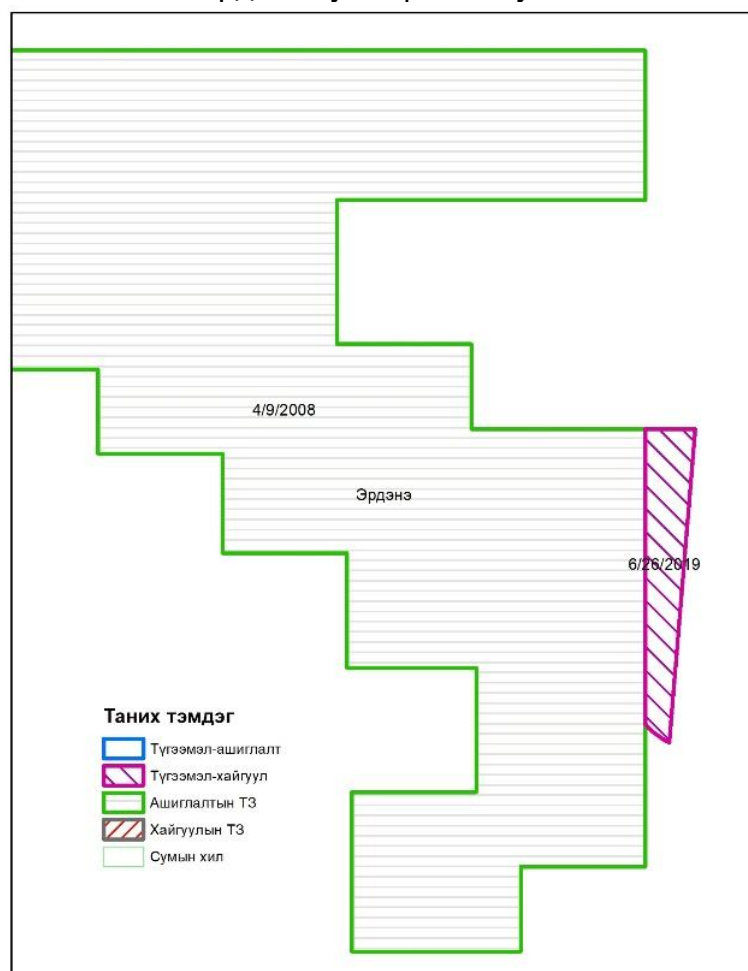 4/9/2008
Эрдэнэ
6/26/2019
Таних тэмдэг
Түгээмэл-ашиглалт
Түгээмэл-хайгуул
Ашиглалтын ТЗ
Хайгуулын ТЗ
Сумын хил